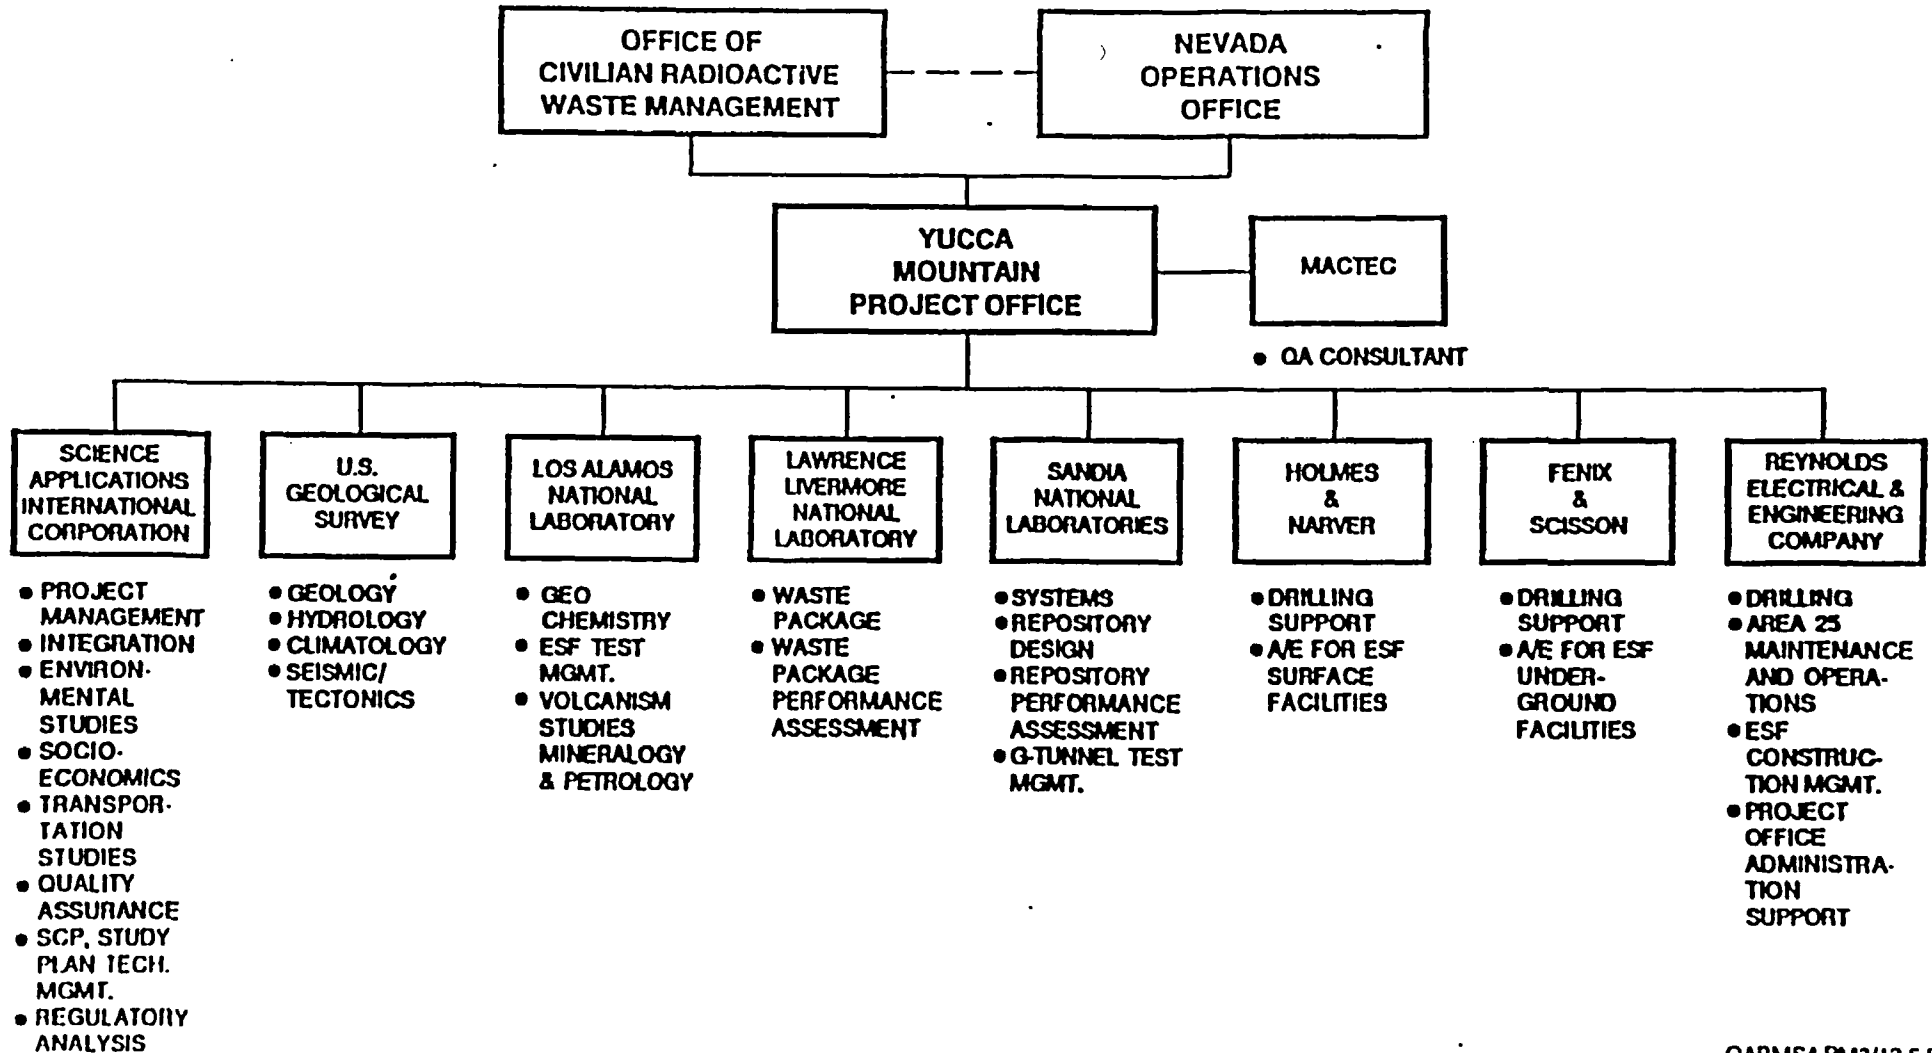 OFFICE OF
CIVILIAN RADIOACTIVE
WASTE MANAGEMENT
NEVADA
OPERATIONS
OFFICE
YUCCA
MOUNTAIN
PROJECT OFFICE
MACTEC
● QA CONSULTANT
SCIENCE
APPLICATIONS
INTERNATIONAL
CORPORATION
● PROJECT
MANAGEMENT
● INTEGRATION
● ENVIRON-
MENTAL
STUDIES
● SOCIO-
ECONOMICS
● TRANSPOR-
TATION
STUDIES
● QUALITY
ASSURANCE
● SCP, STUDY
PLAN TECH.
MGMT.
● REGULATORY
ANALYSIS
U.S.
GEOLOGICAL
SURVEY
● GEOLOGY
● HYDROLOGY
● CLIMATOLOGY
● SEISMIC/
TECTONICS
LOS ALAMOS
NATIONAL
LABORATORY
● GEO
CHEMISTRY
● ESF TEST
MGMT.
● VOLCANISM
STUDIES
MINERALOGY
& PETROLOGY
LAWRENCE
LIVERMORE
NATIONAL
LABORATORY
● WASTE
PACKAGE
● WASTE
PACKAGE
PERFORMANCE
ASSESSMENT
SANDIA
NATIONAL
LABORATORIES
● SYSTEMS
● REPOSITORY
DESIGN
● REPOSITORY
PERFORMANCE
ASSESSMENT
● G-TUNNEL TEST
MGMT.
HOLMES
&
NARVER
● DRILLING
SUPPORT
● A/E FOR ESF
SURFACE
FACILITIES
FENIX
&
SCISSON
● DRILLING
SUPPORT
● A/E FOR ESF
UNDER-
GROUND
FACILITIES
REYNOLDS
ELECTRICAL &
ENGINEERING
COMPANY
● DRILLING
● AREA 25
MAINTENANCE
AND OPERA-
TIONS
● ESF
CONSTRUC-
TION MGMT.
● PROJECT
OFFICE
ADMINISTRA-
TION
SUPPORT